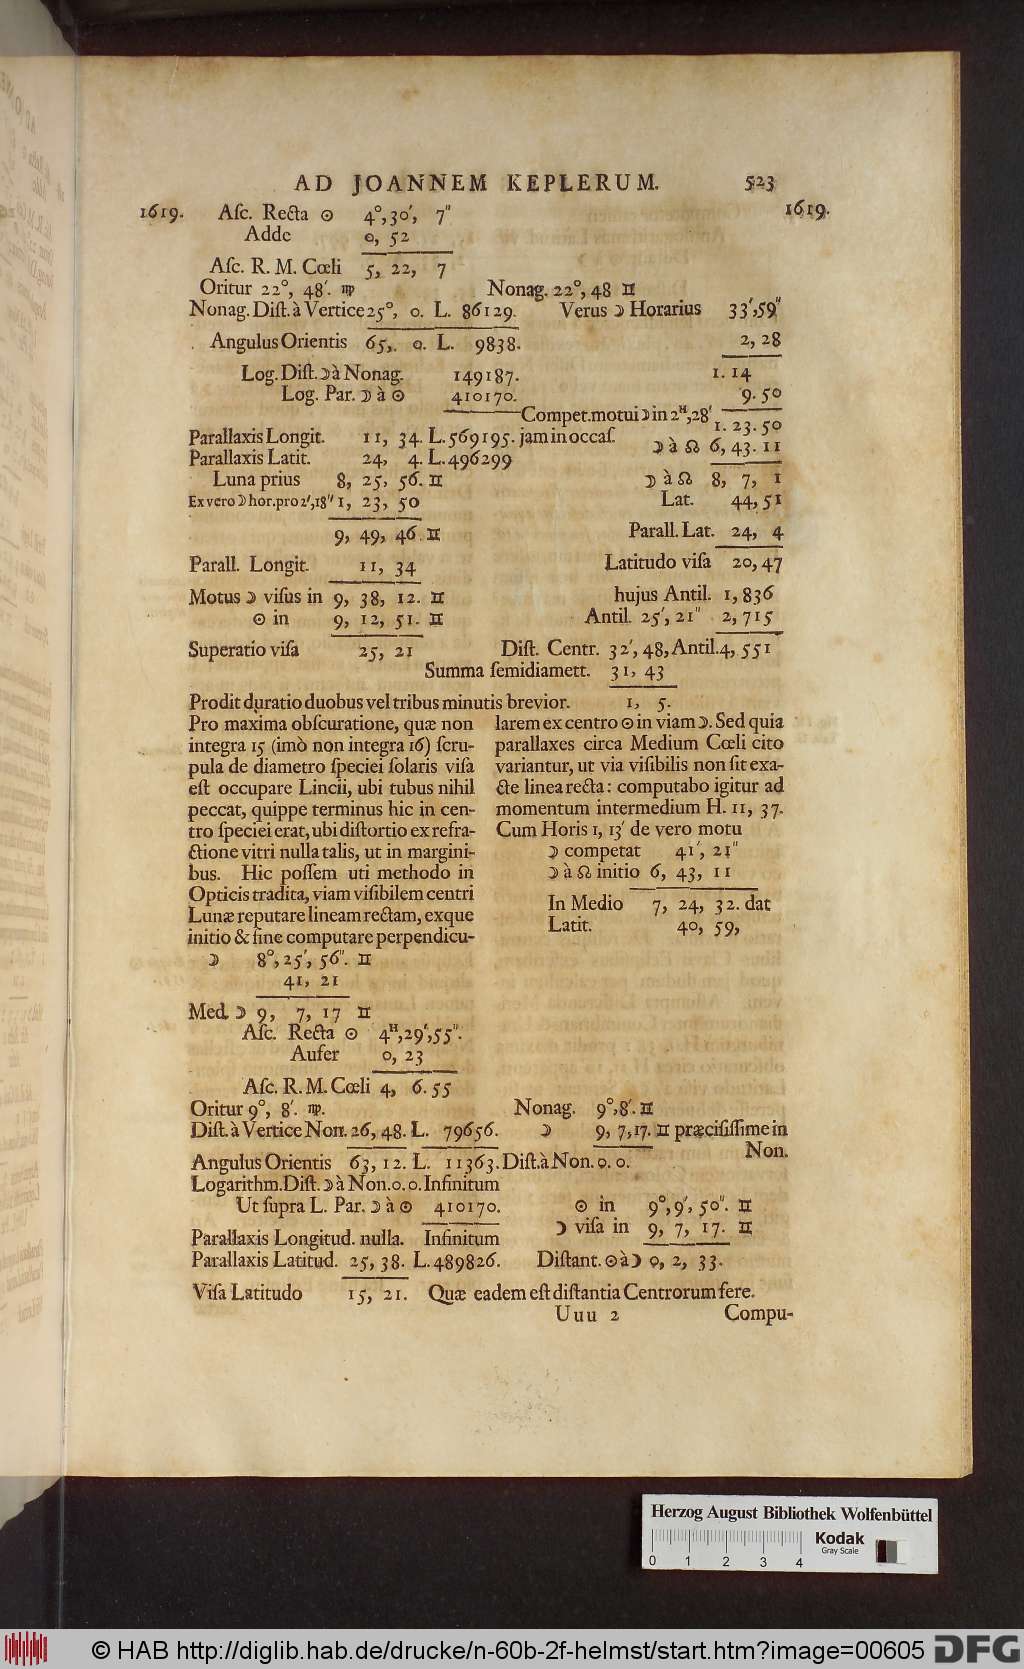 AD JOANNEM KEPLERUM. 523
1619. Aſc. Recta ☉ 4°,30′, 7″ 1619.
Adde 0, 52
Aſc. R. M. Cœli 5, 22, 7
Oritur 22°, 48′. ♍ Nonag. 22°, 48 ♊
Nonag. Diſt. à Vertice 25°, 0. L. 86129. Verus ☽ Horarius 33′,59″
2, 28
Angulus Orientis 65,. 0. L. 9838.
Log. Diſt. ☽ à Nonag. 149187. 1. 14
Log. Par. ☽ à ☉ 410170. 9. 50
Compet. motui ☽ in 2ᴴ,28′ 1. 23. 50
Parallaxis Longit. 11, 34. L. 569195. jam in occaſ.
☽ à ☊ 6, 43. 11
Parallaxis Latit. 24, 4. L. 496299
Luna prius 8, 25, 56. ♊ ☽ à ☊ 8, 7, 1
Ex vero ☽ hor. pro 2′,18″ 1, 23, 50 Lat. 44, 51
9, 49, 46. ♊ Parall. Lat. 24, 4
Parall. Longit. 11, 34 Latitudo viſa 20, 47
Motus ☽ viſus in 9, 38, 12. ♊ hujus Antil. 1, 836
☉ in 9, 12, 51. ♊ Antil. 25′, 21″ 2, 715
Superatio viſa 25, 21 Diſt. Centr. 32′, 48, Antil. 4, 551
Summa ſemidiamett. 31, 43
Prodit duratio duobus vel tribus minutis brevior. 1, 5.
Pro maxima obſcuratione, quæ non
integra 15 (imò non integra 16) ſcru-
pula de diametro ſpeciei ſolaris viſa
eſt occupare Lincii, ubi tubus nihil
peccat, quippe terminus hic in cen-
tro ſpeciei erat, ubi diſtortio ex refra-
ctione vitri nulla talis, ut in margini-
bus. Hic poſſem uti methodo in
Opticis tradita, viam viſibilem centri
Lunæ reputare lineam rectam, exque
initio & fine computare perpendicu-
larem ex centro ☉ in viam ☽. Sed quia
parallaxes circa Medium Cœli cito
variantur, ut via viſibilis non ſit exa-
cte linea recta: computabo igitur ad
momentum intermedium H. 11, 37.
Cum Horis 1, 13′ de vero motu
☽ competat 41′, 21″
☽ à ☊ initio 6, 43, 11
In Medio 7, 24, 32. dat
Latit. 40, 59,
☽ 8°, 25′, 56″. ♊
41, 21
Med. ☽ 9, 7, 17 ♊
Aſc. Recta ☉ 4ᴴ,29′,55″.
Aufer 0, 23
Aſc. R. M. Cœli 4, 6. 55
Oritur 9°, 8′. ♍. Nonag. 9°,8′. ♊
Diſt. à Vertice Non. 26, 48. L. 79656. ☽ 9, 7, 17. ♊ præciſiſſime in
Non.
Angulus Orientis 63, 12. L. 11363. Diſt. à Non. 0. 0.
Logarithm. Diſt. ☽ à Non. 0. 0. Infinitum
Ut ſupra L. Par. ☽ à ☉ 410170. ☉ in 9°, 9′, 50″. ♊
☽ viſa in 9, 7, 17. ♊
Parallaxis Longitud. nulla. Infinitum
Parallaxis Latitud. 25, 38. L. 489826. Diſtant. ☉ à ☽ 0, 2, 33.
Viſa Latitudo 15, 21. Quæ eadem eſt diſtantia Centrorum fere.
Uuu 2 Compu-
Herzog August Bibliothek Wolfenbüttel
Kodak
Gray Scale
0 1 2 3 4
© HAB http://diglib.hab.de/drucke/n-60b-2f-helmst/start.htm?image=00605 DFG